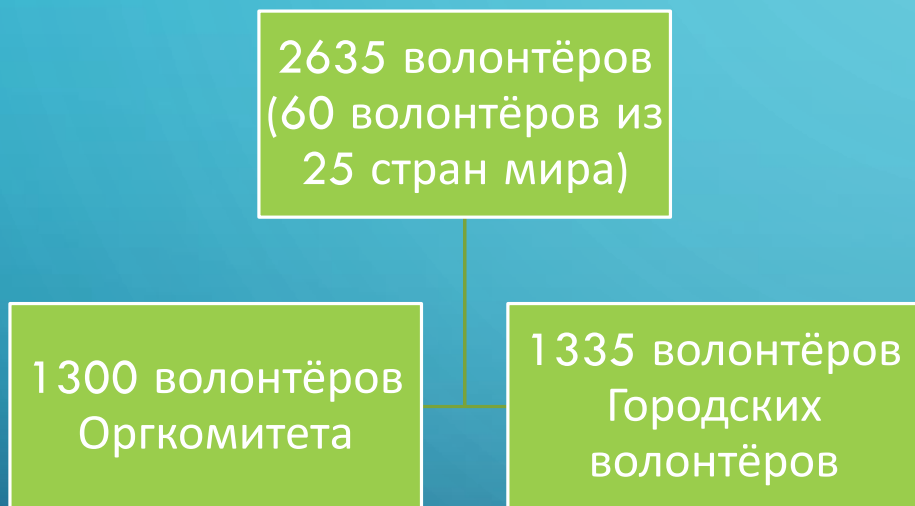 2635 волонтёров
(60 волонтёров из
25 стран мира)
1300 волонтёров
Оргкомитета
1335 волонтёров
Городских
волонтёров